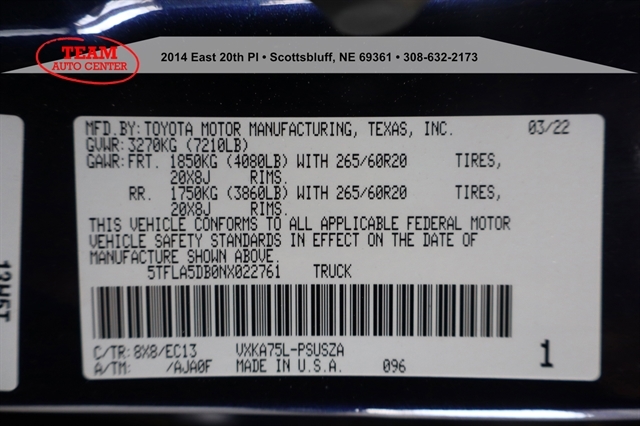 TEAM
AUTO CENTER
2014 East 20th Pl • Scottsbluff, NE 69361 • 308-632-2173
MFD.BY: TOYOTA MOTOR MANUFACTURING, TEXAS, INC. 03/22
GVWR: 3270KG (7210LB)
GAWR: FRT. 1850KG (4080LB) WITH 265/60R20 TIRES,
20X8J RIMS.
RR. 1750KG (3860LB) WITH 265/60R20 TIRES,
20X8J RIMS.
THIS VEHICLE CONFORMS TO ALL APPLICABLE FEDERAL MOTOR
VEHICLE SAFETY STANDARDS IN EFFECT ON THE DATE OF
MANUFACTURE SHOWN ABOVE.
5TFLA5DB0NX022761 TRUCK
C/TR: 8X8/EC13 VXKA75L-PSUSZA
A/TM: /AJA0F MADE IN U.S.A. 096 1